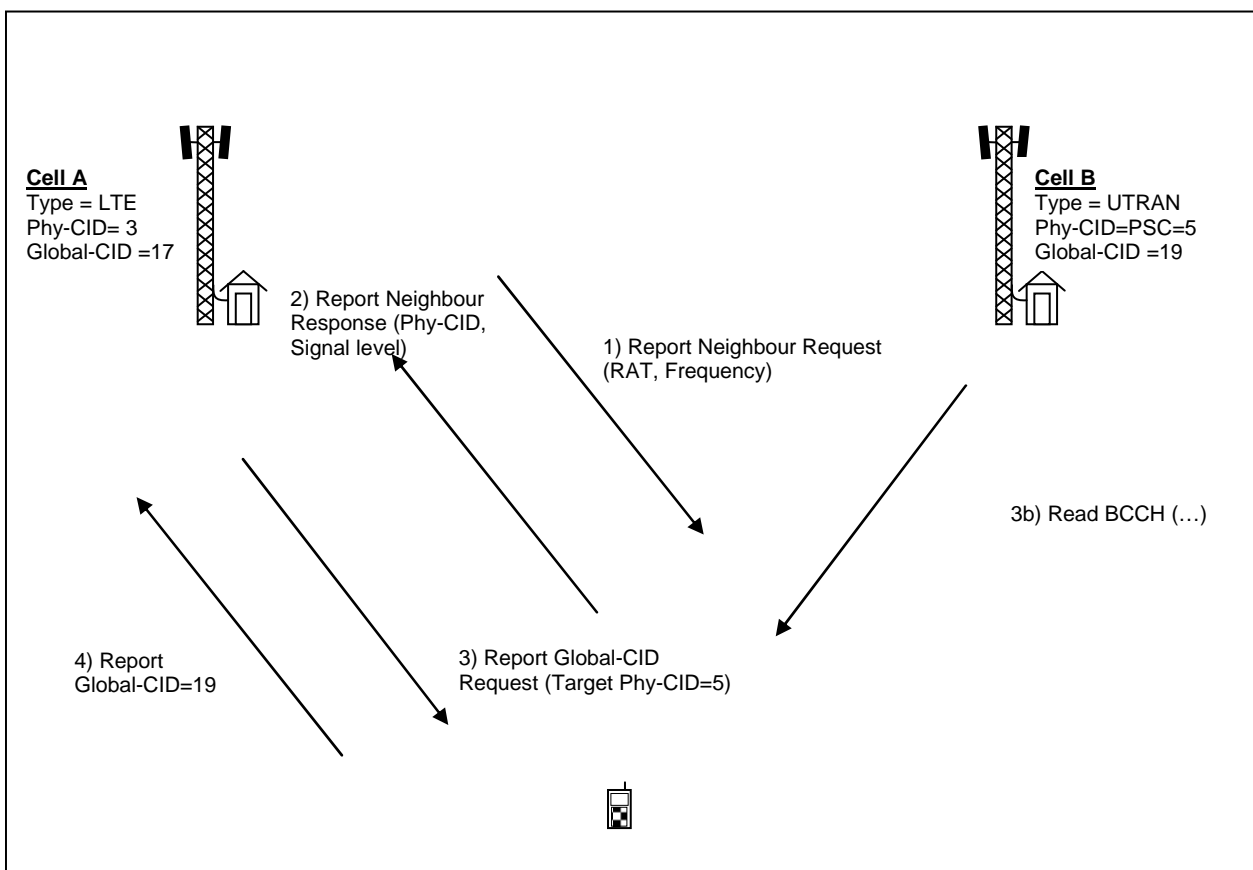 Cell A
Type = LTE
Phy-CID= 3
Global-CID =17
Cell B
Type = UTRAN
Phy-CID=PSC=5
Global-CID =19
2) Report Neighbour
Response (Phy-CID,
Signal level)
1) Report Neighbour Request
(RAT, Frequency)
3b) Read BCCH (…)
4) Report
Global-CID=19
3) Report Global-CID
Request (Target Phy-CID=5)